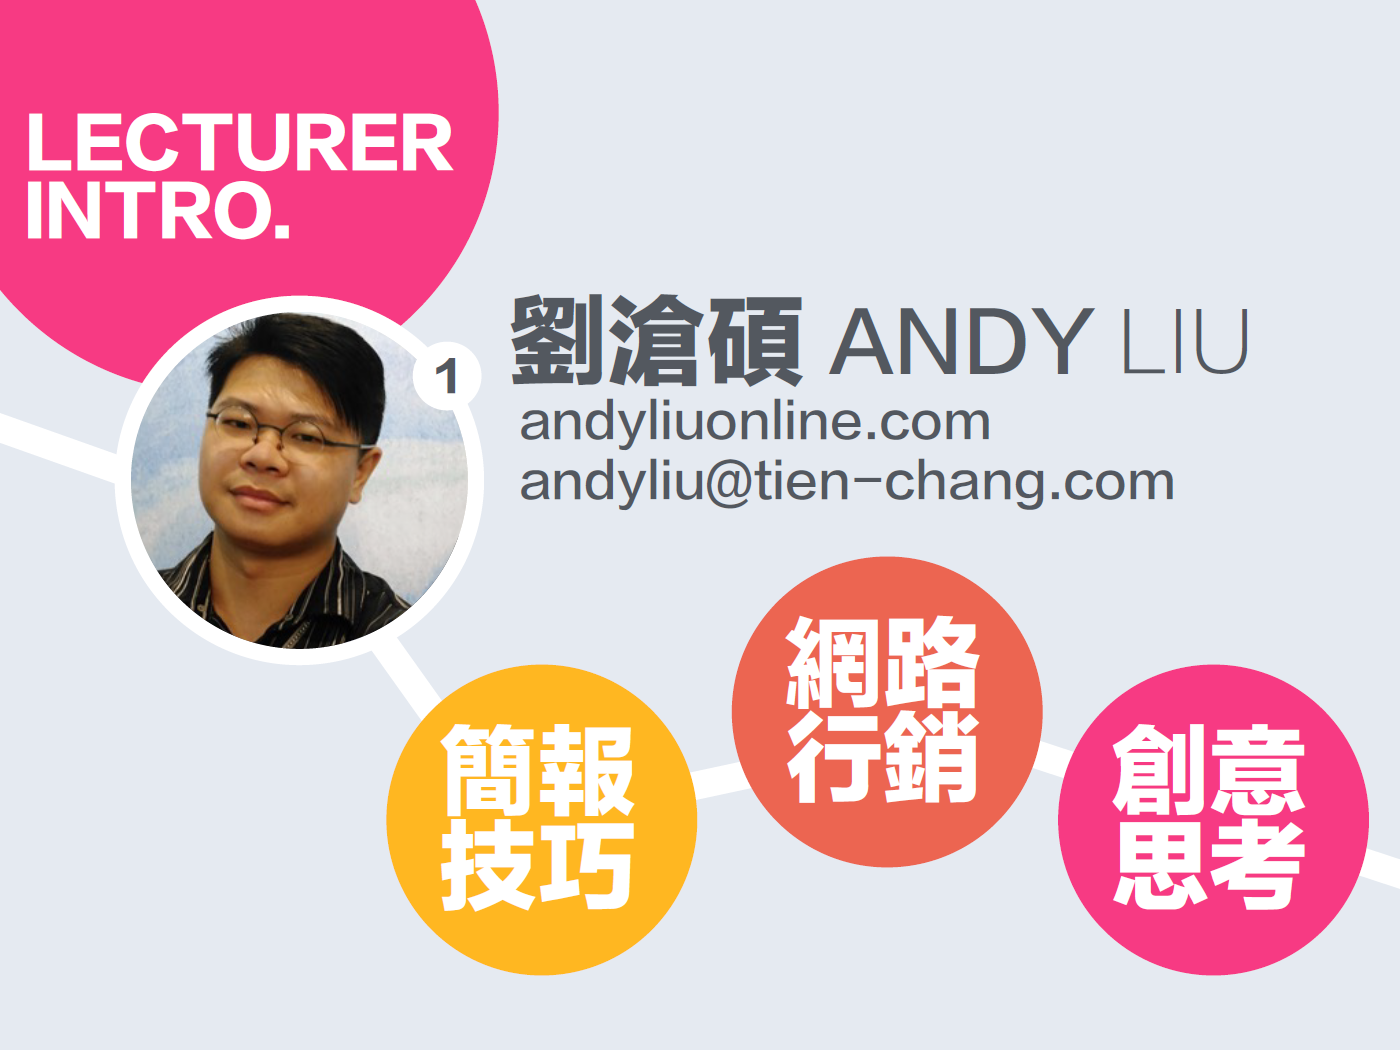 LECTURER
INTRO.
1
劉滄碩 ANDY LIU
andyliuonline.com
andyliu@tien-chang.com
簡報
技巧
網路
行銷
創意
思考